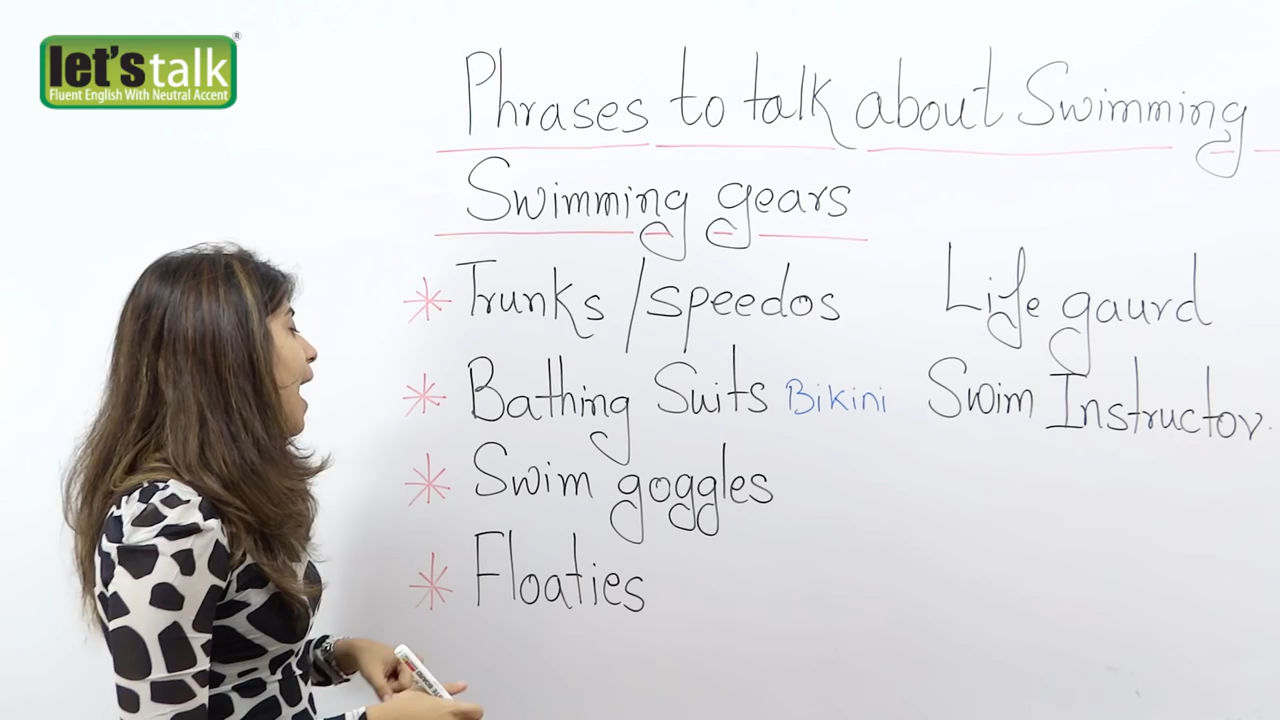 let's talk®
Fluent English With Neutral Accent
Phrases to talk about Swimming
Swimming gears
* Trunks / speedos
* Bathing Suits Bikini
* Swim goggles
* Floaties
Life gaurd
Swim Instructor.